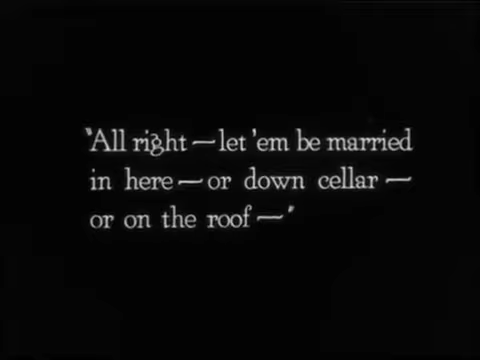 "All right—let 'em be married
in here—or down cellar—
or on the roof—"